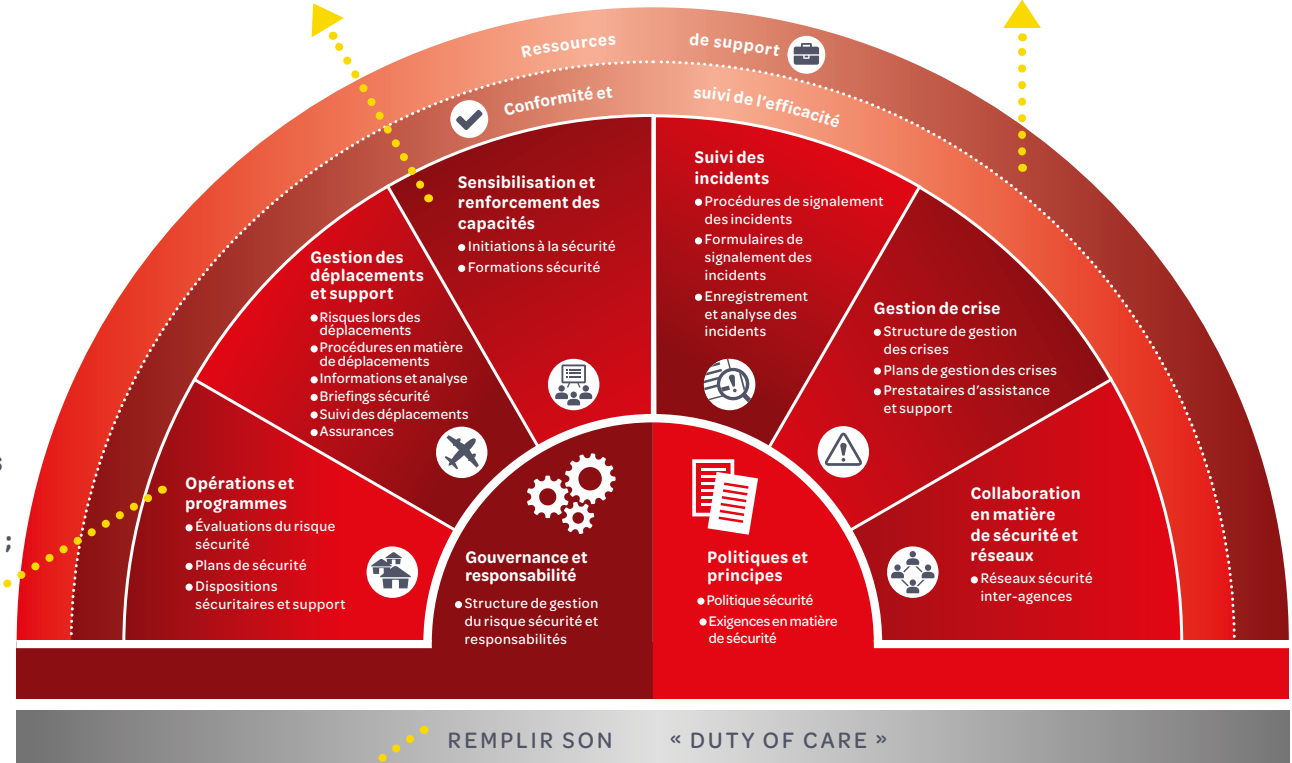 Ressources de support
Conformité et suivi de l'efficacité
Sensibilisation et
renforcement des
capacités
● Initiations à la sécurité
● Formations sécurité
Suivi des
incidents
● Procédures de signalement
des incidents
● Formulaires de
signalement des
incidents
● Enregistrement
et analyse des
incidents
Gestion des
déplacements
et support
● Risques lors des
déplacements
● Procédures en matière
de déplacements
● Informations et analyse
● Briefings sécurité
● Suivi des déplacements
● Assurances
Gestion de crise
● Structure de gestion
des crises
● Plans de gestion des crises
● Prestataires d'assistance
et support
s
;
Opérations et
programmes
● Évaluations du risque
sécurité
● Plans de sécurité
● Dispositions
sécuritaires et support
Collaboration
en matière
de sécurité et
réseaux
● Réseaux sécurité
inter-agences
Gouvernance et
responsabilité
● Structure de gestion
du risque sécurité et
responsabilités
Politiques et
principes
● Politique sécurité
● Exigences en matière
de sécurité
REMPLIR SON « DUTY OF CARE »